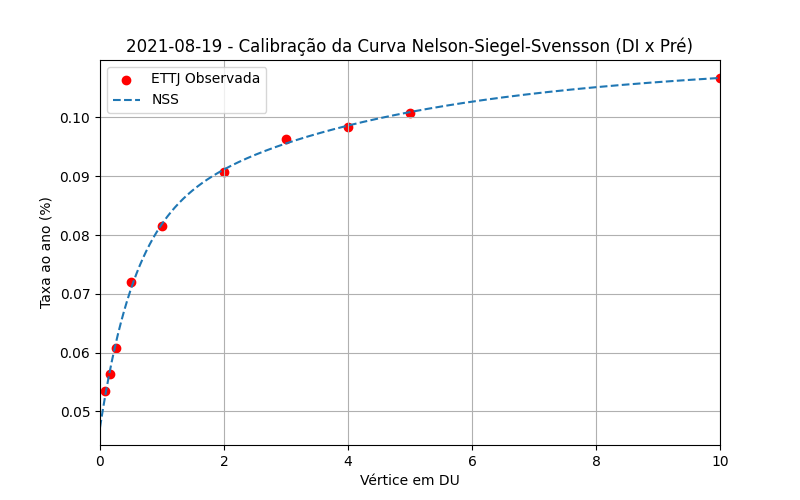 2021-08-19 - Calibração da Curva Nelson-Siegel-Svensson (DI x Pré)
ETTJ Observada
NSS
Taxa ao ano (%)
0.10
0.09
0.08
0.07
0.06
0.05
0
2
4
6
8
10
Vértice em DU